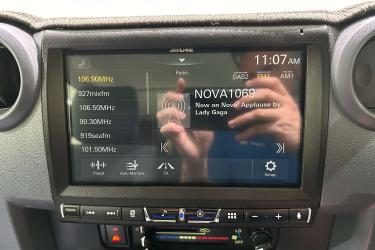 ALPINE
11:07 AM
Radio
DAB2 FM1 AM1
106.90MHz
927mixfm
106.50MHz
90.30MHz
919seafm
101.50MHz
NOVA1069
Now on Nova: Applause by
Lady Gaga
Preset
Auto Memory
TA
Setup